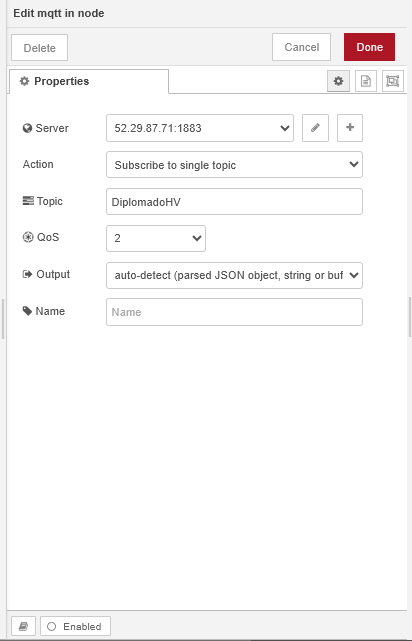 Edit mqtt in node
Delete
Cancel
Done
Properties
Server
52.29.87.71:1883
Action
Subscribe to single topic
Topic
DiplomadoHV
QoS
2
Output
auto-detect (parsed JSON object, string or buf
Name
Name
Enabled